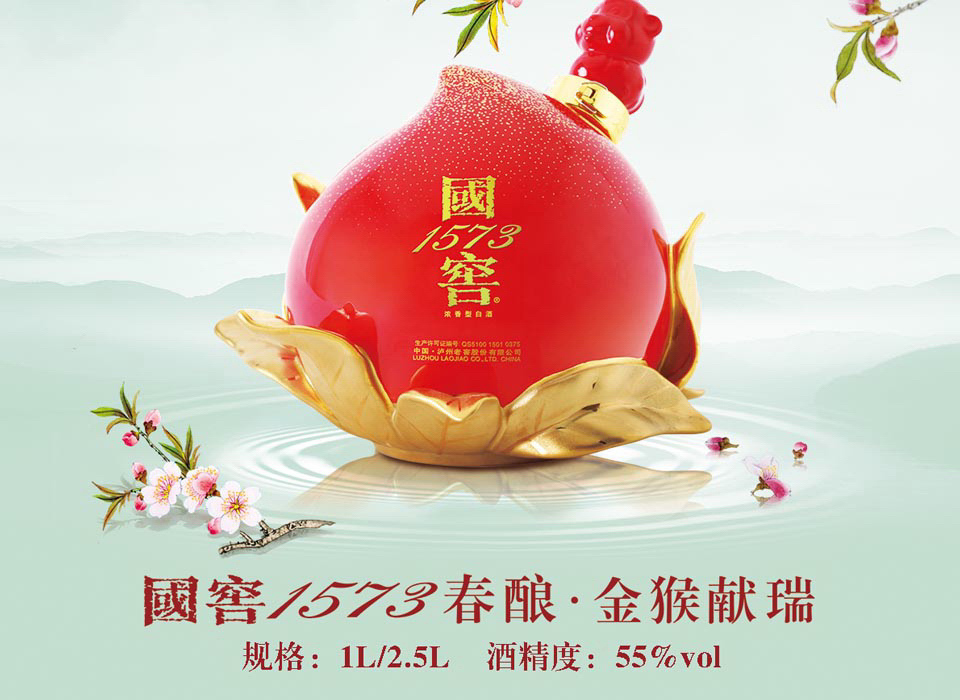 國
1573
窖®
浓香型白酒
生产许可证编号:QS5100 1501 0375
中国·泸州老窖股份有限公司
LUZHOU LAOJIAO CO.,LTD. CHINA
國窖1573春酿·金猴献瑞
规格：1L/2.5L 酒精度：55%vol